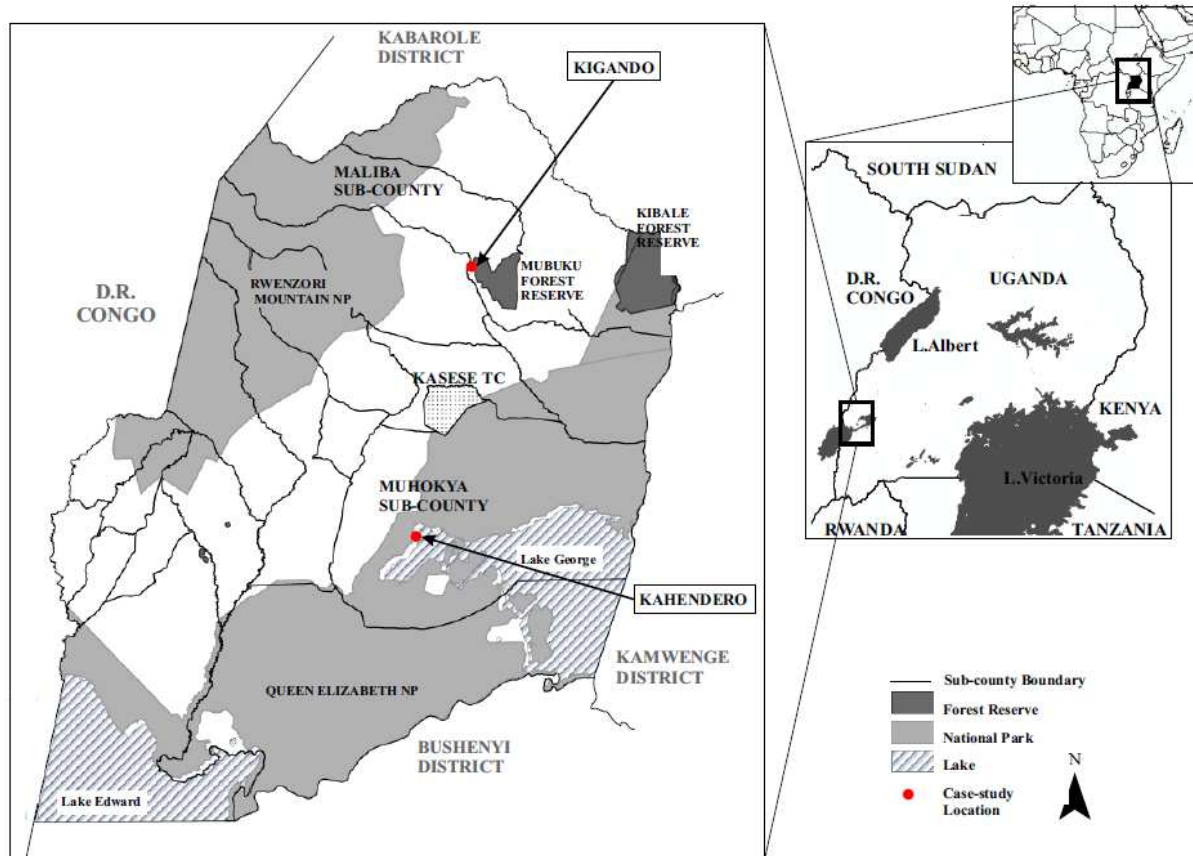 KABAROLE
DISTRICT
KIGANDO
MALIBA
SUB-COUNTY
KIBALE
FOREST
RESERVE
MUBUKU
FOREST
RESERVE
RWENZORI
MOUNTAIN NP
D.R.
CONGO
KASESE TC
MUHOKYA
SUB-COUNTY
Lake George
KAHENDERO
KAMWENGE
DISTRICT
QUEEN ELIZABETH NP
BUSHENYI
DISTRICT
Lake Edward
SOUTH SUDAN
D.R.
CONGO
UGANDA
L.Albert
KENYA
L.Victoria
RWANDA
TANZANIA
Sub-county Boundary
Forest Reserve
National Park
Lake
Case-study
Location
N